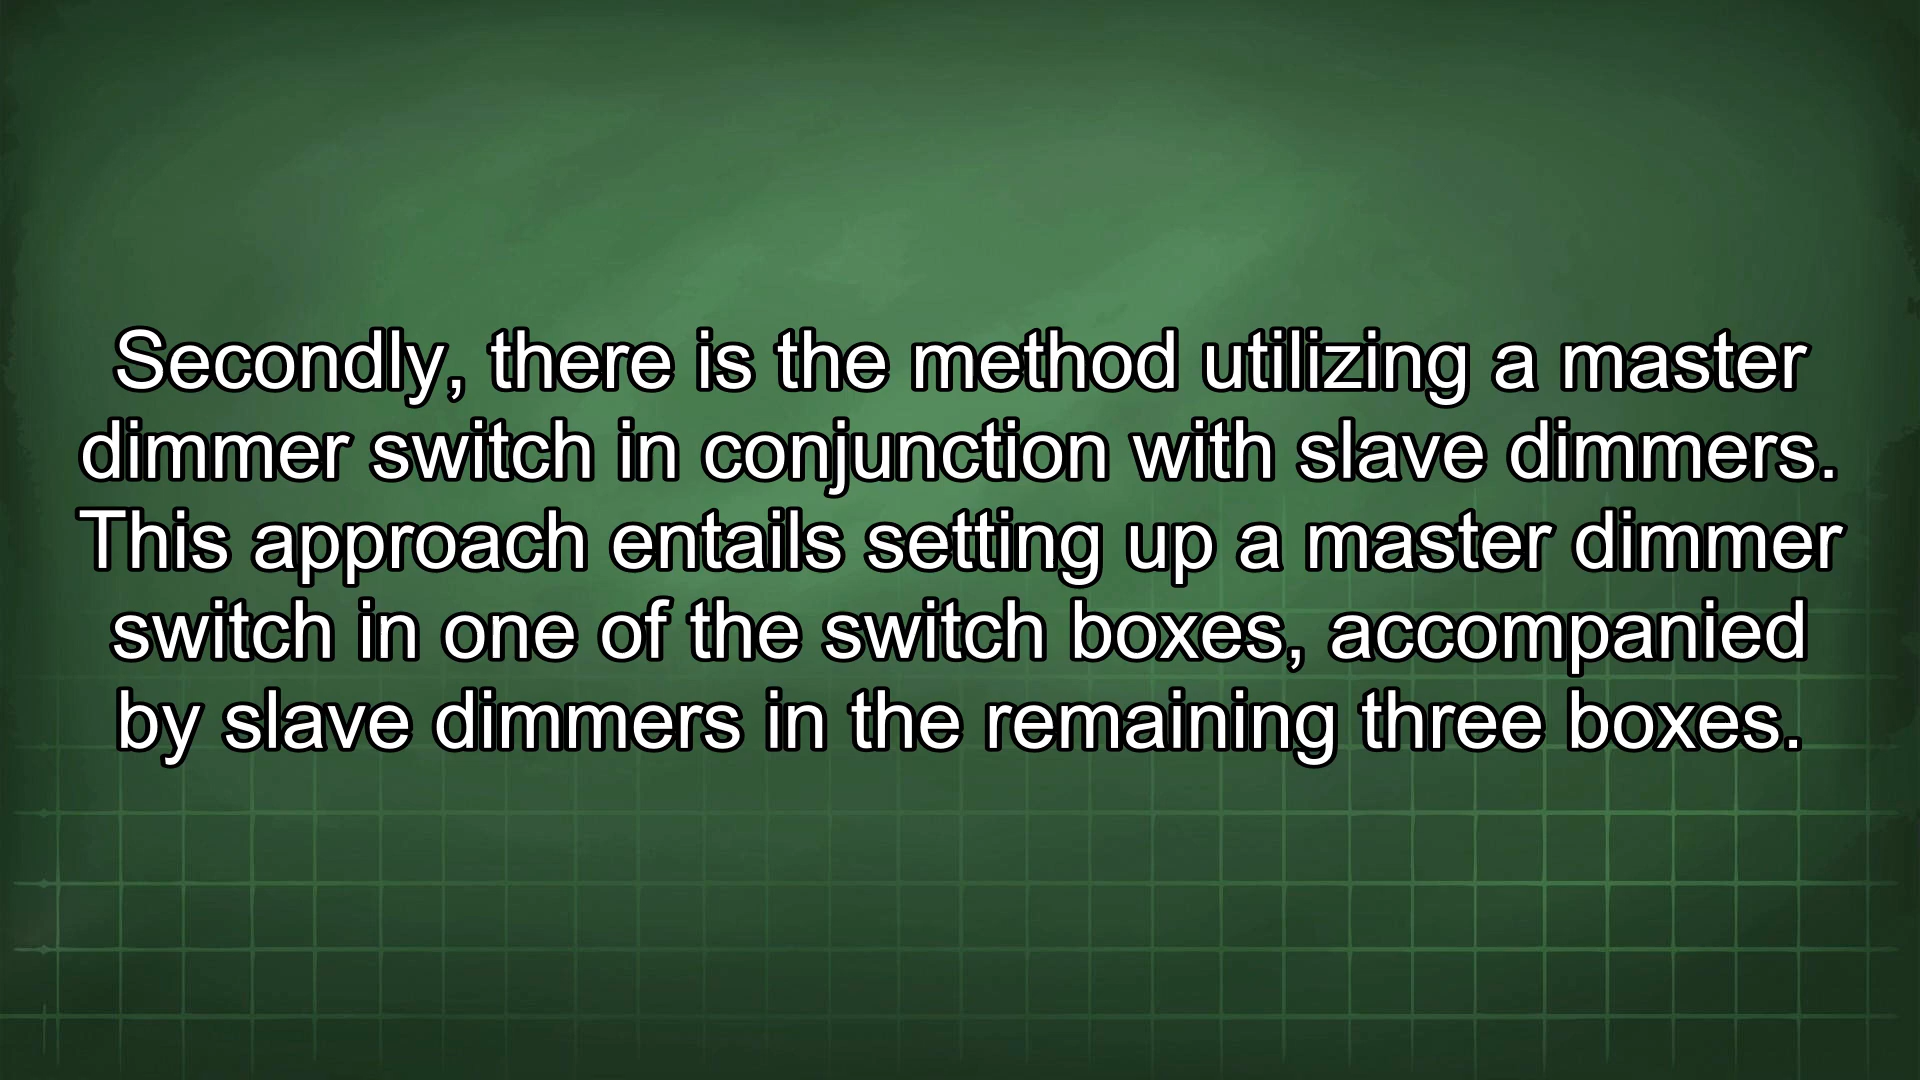 Secondly, there is the method utilizing a master
dimmer switch in conjunction with slave dimmers.
This approach entails setting up a master dimmer
switch in one of the switch boxes, accompanied
by slave dimmers in the remaining three boxes.